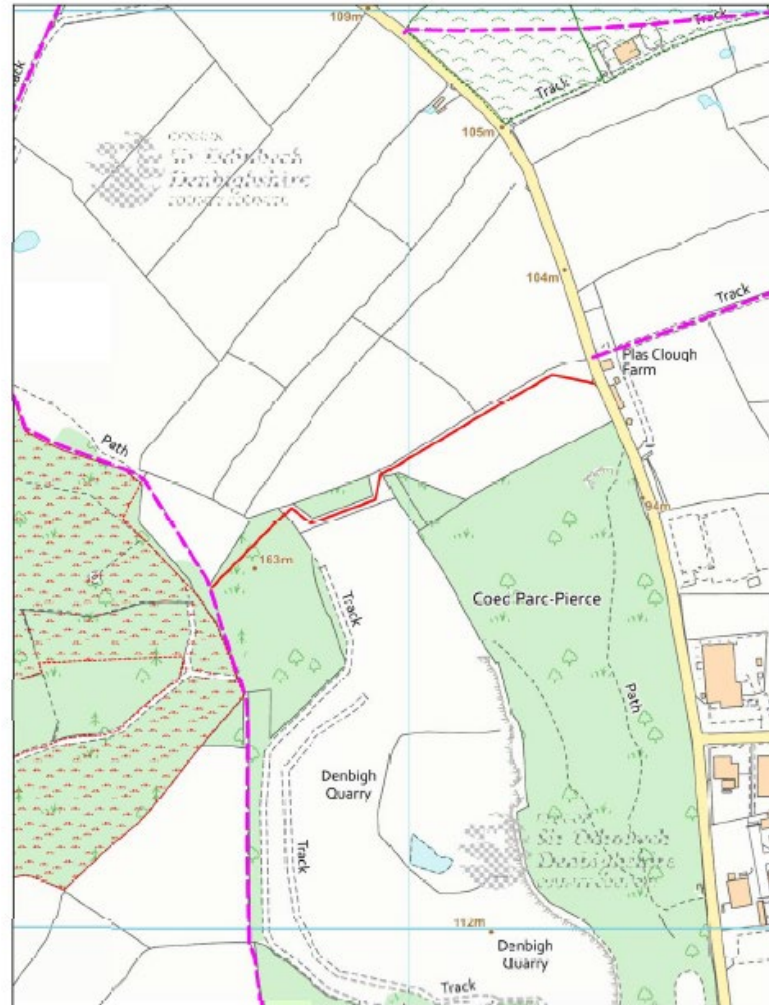 109m
Track
Track
Track
105m
Sir Ddinbych
Denbighshire
104m
Track
Plas Clough
Farm
Path
94m
163m
Coed Parc-Pierce
Track
Path
Denbigh
Quarry
Track
Sir Ddinbych
Denbighshire
112m
Denbigh
Quarry
Track